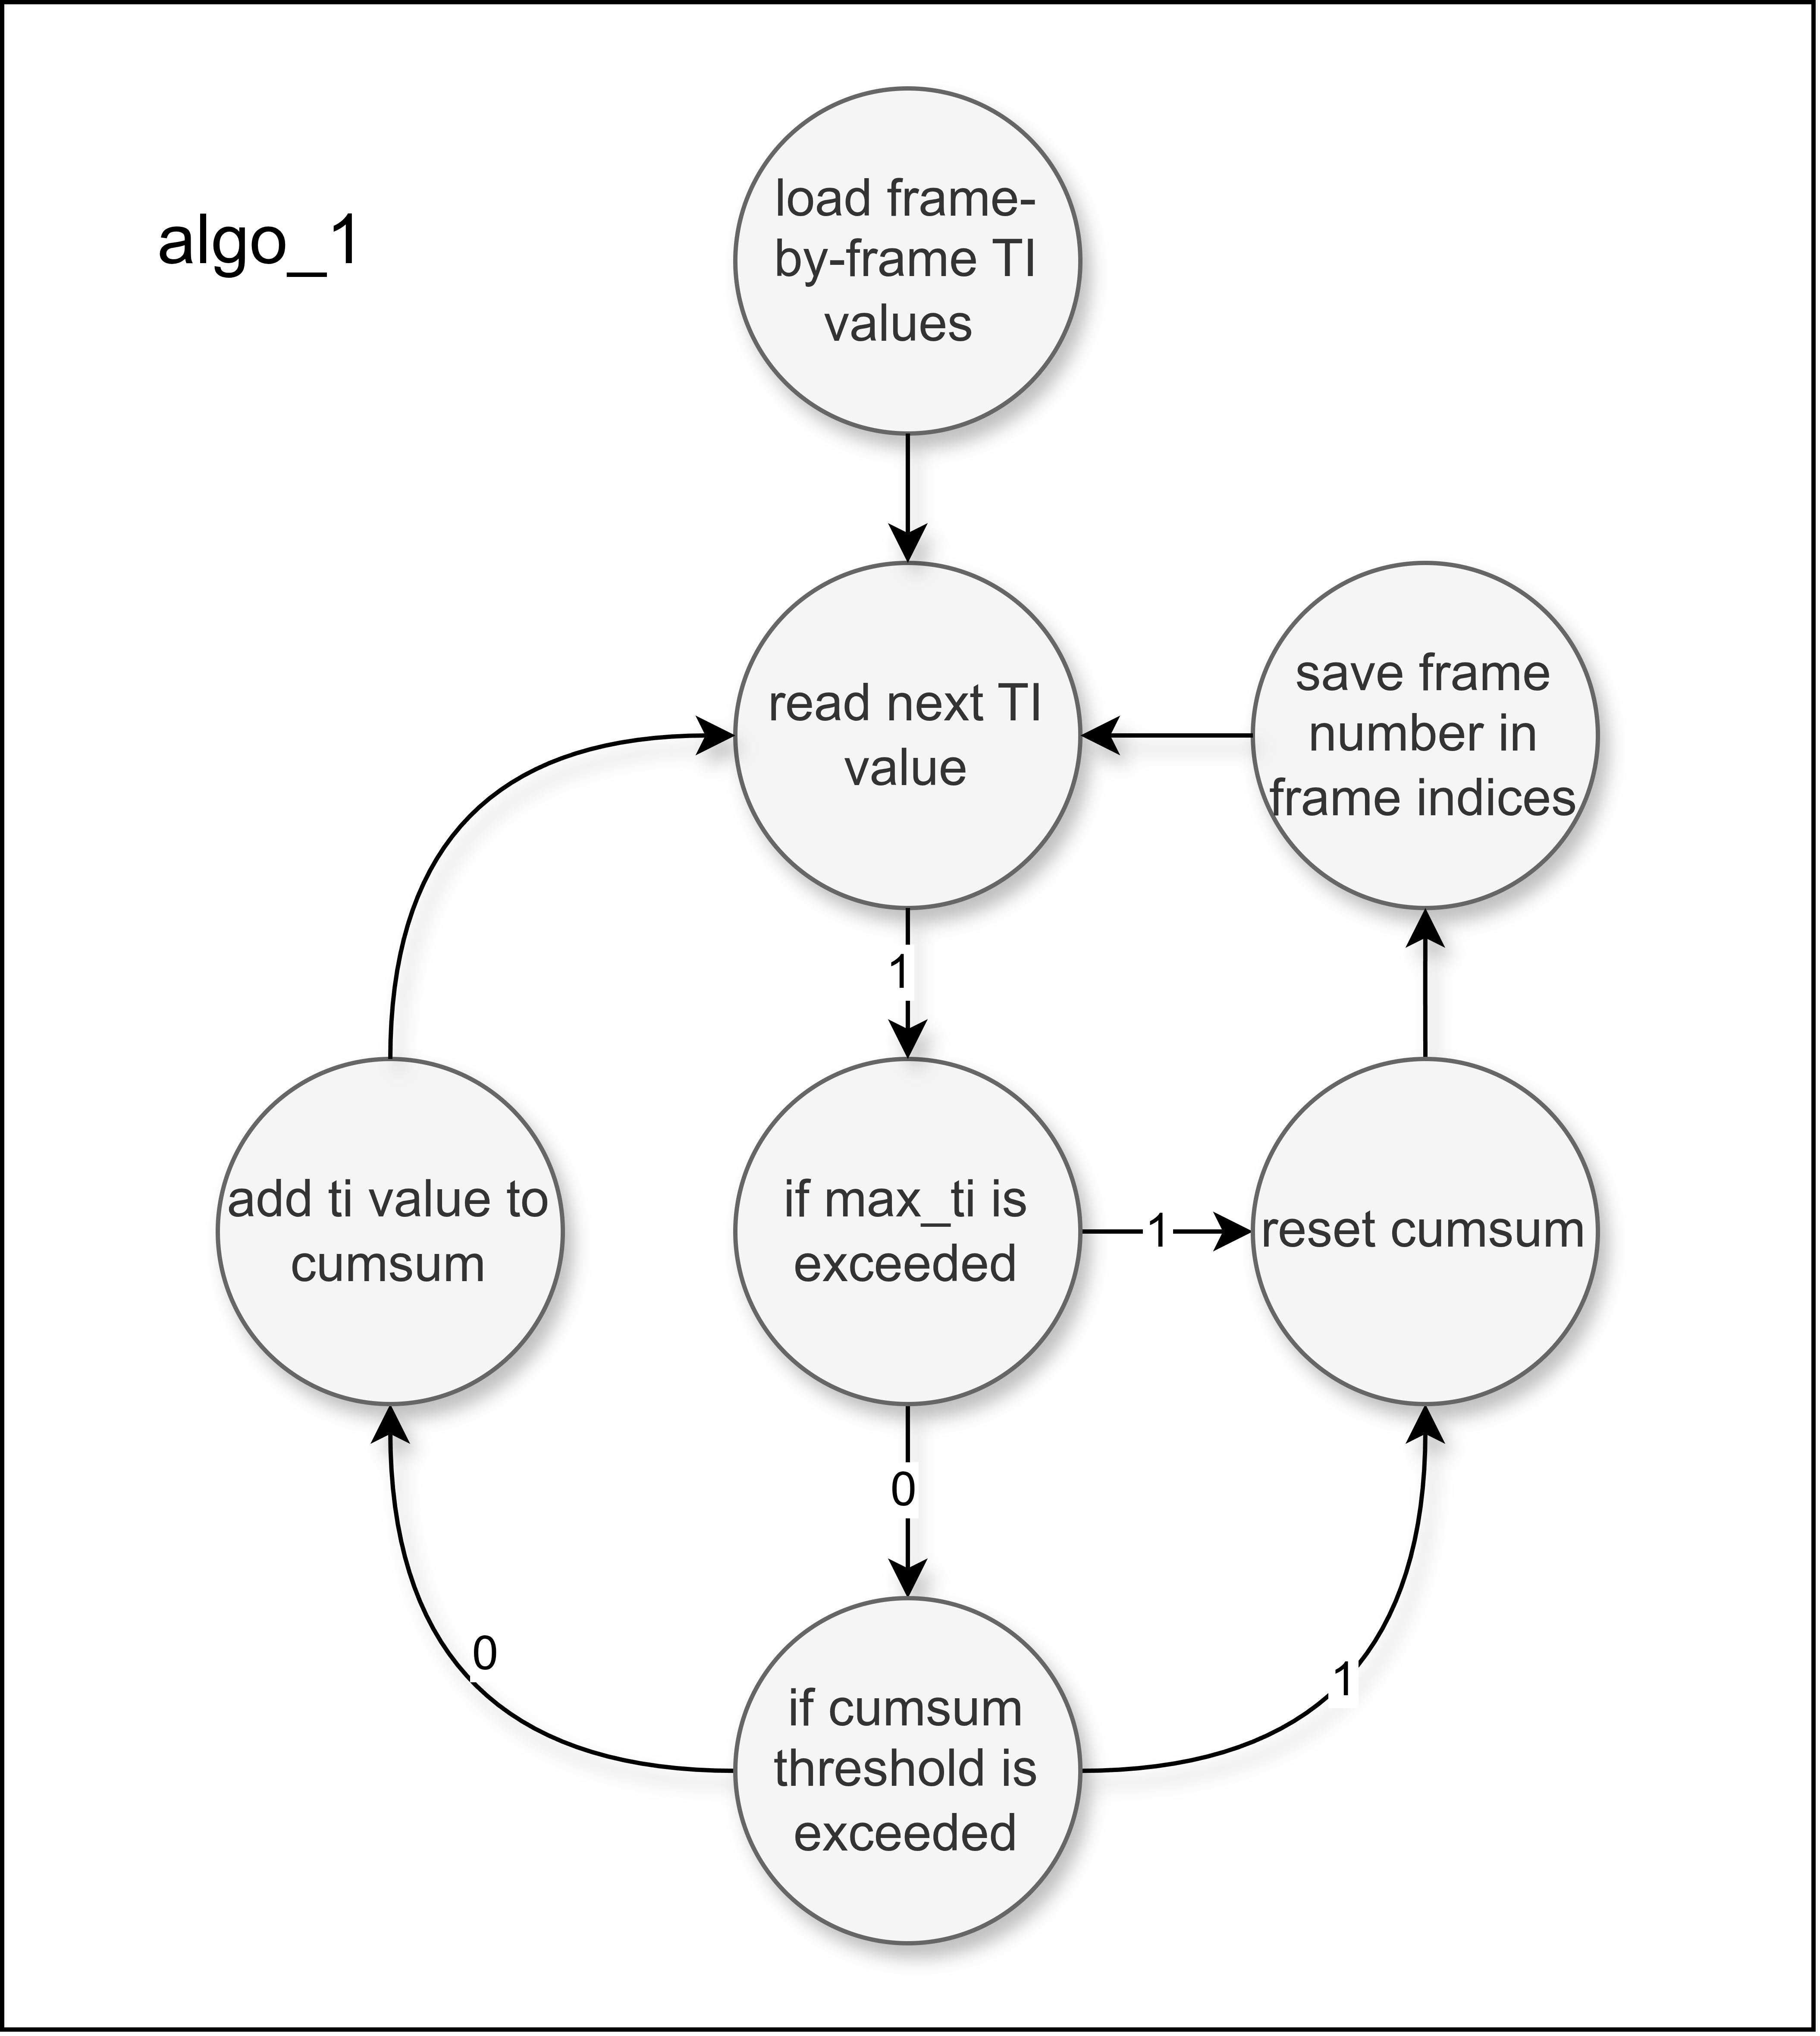 algo_1
load frame-
by-frame TI
values
read next TI
value
save frame
number in
frame indices
1
add ti value to
cumsum
if max_ti is
exceeded
1
reset cumsum
0
0
1
if cumsum
threshold is
exceeded